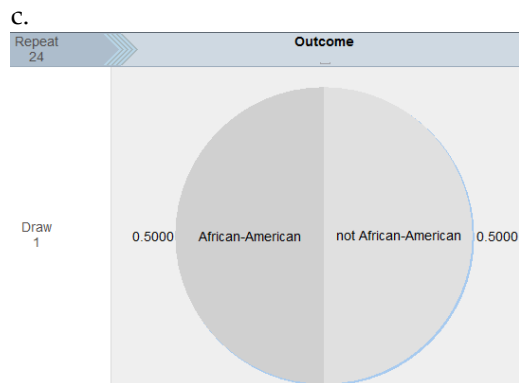 c.
Repeat
24
Outcome
Draw
1
0.5000
African-American
not African-American
0.5000